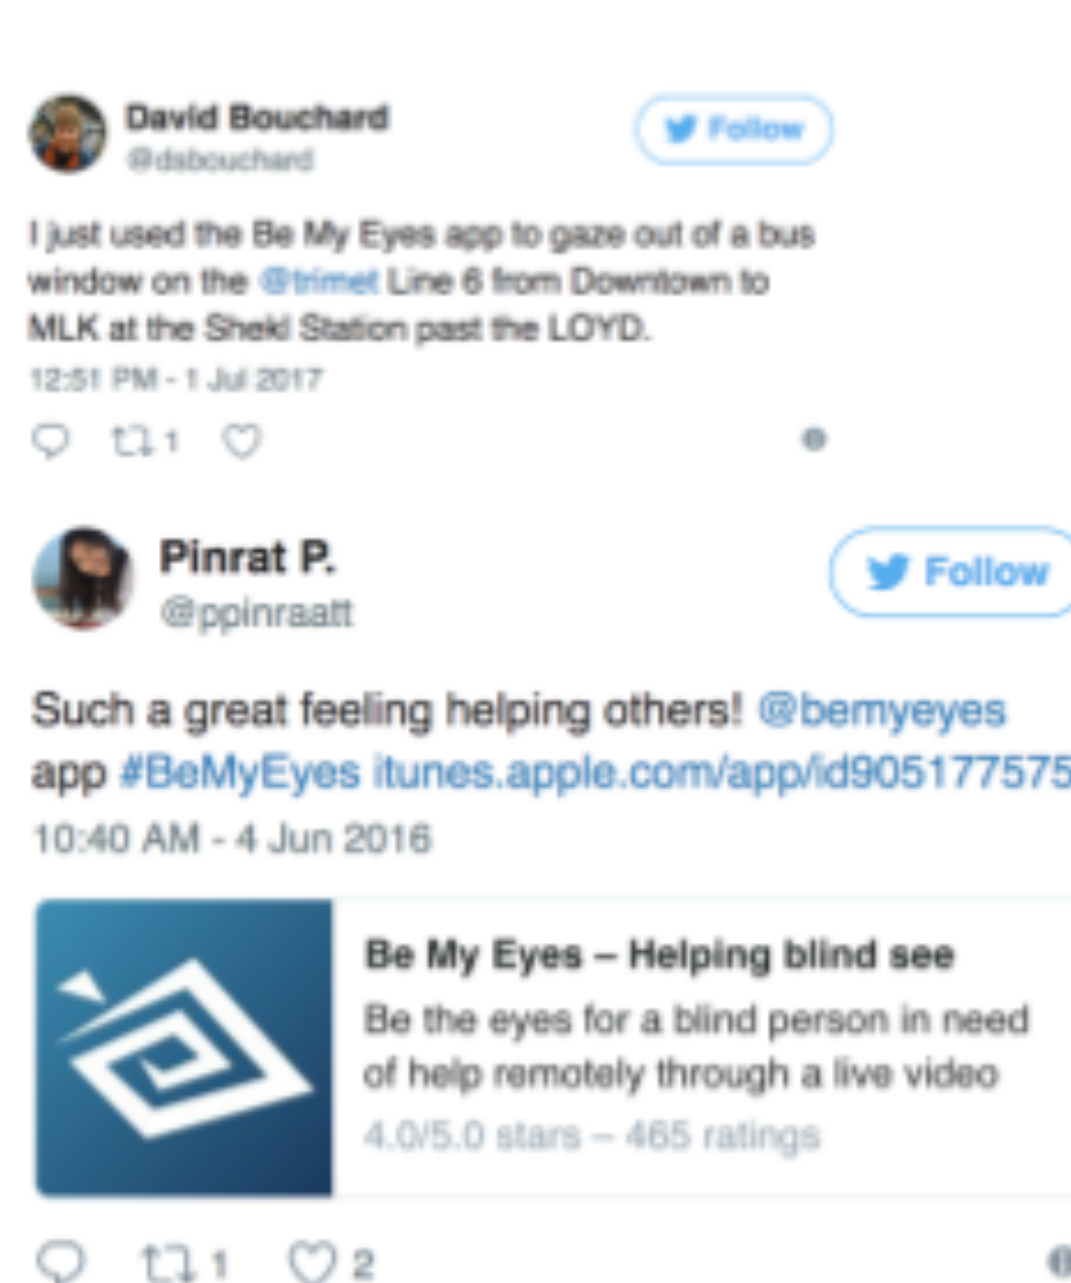 David Bouchard
@dsbouchard
Follow
I just used the Be My Eyes app to gaze out of a bus
window on the @trimet Line 6 from Downtown to
MLK at the Shekl Station past the LOYD.
12:51 PM - 1 Jul 2017
1
Pinrat P.
@ppinraatt
Follow
Such a great feeling helping others! @bemyeyes
app #BeMyEyes itunes.apple.com/app/id905177575
10:40 AM - 4 Jun 2016
Be My Eyes – Helping blind see
Be the eyes for a blind person in need
of help remotely through a live video
4.0/5.0 stars – 465 ratings
1 2